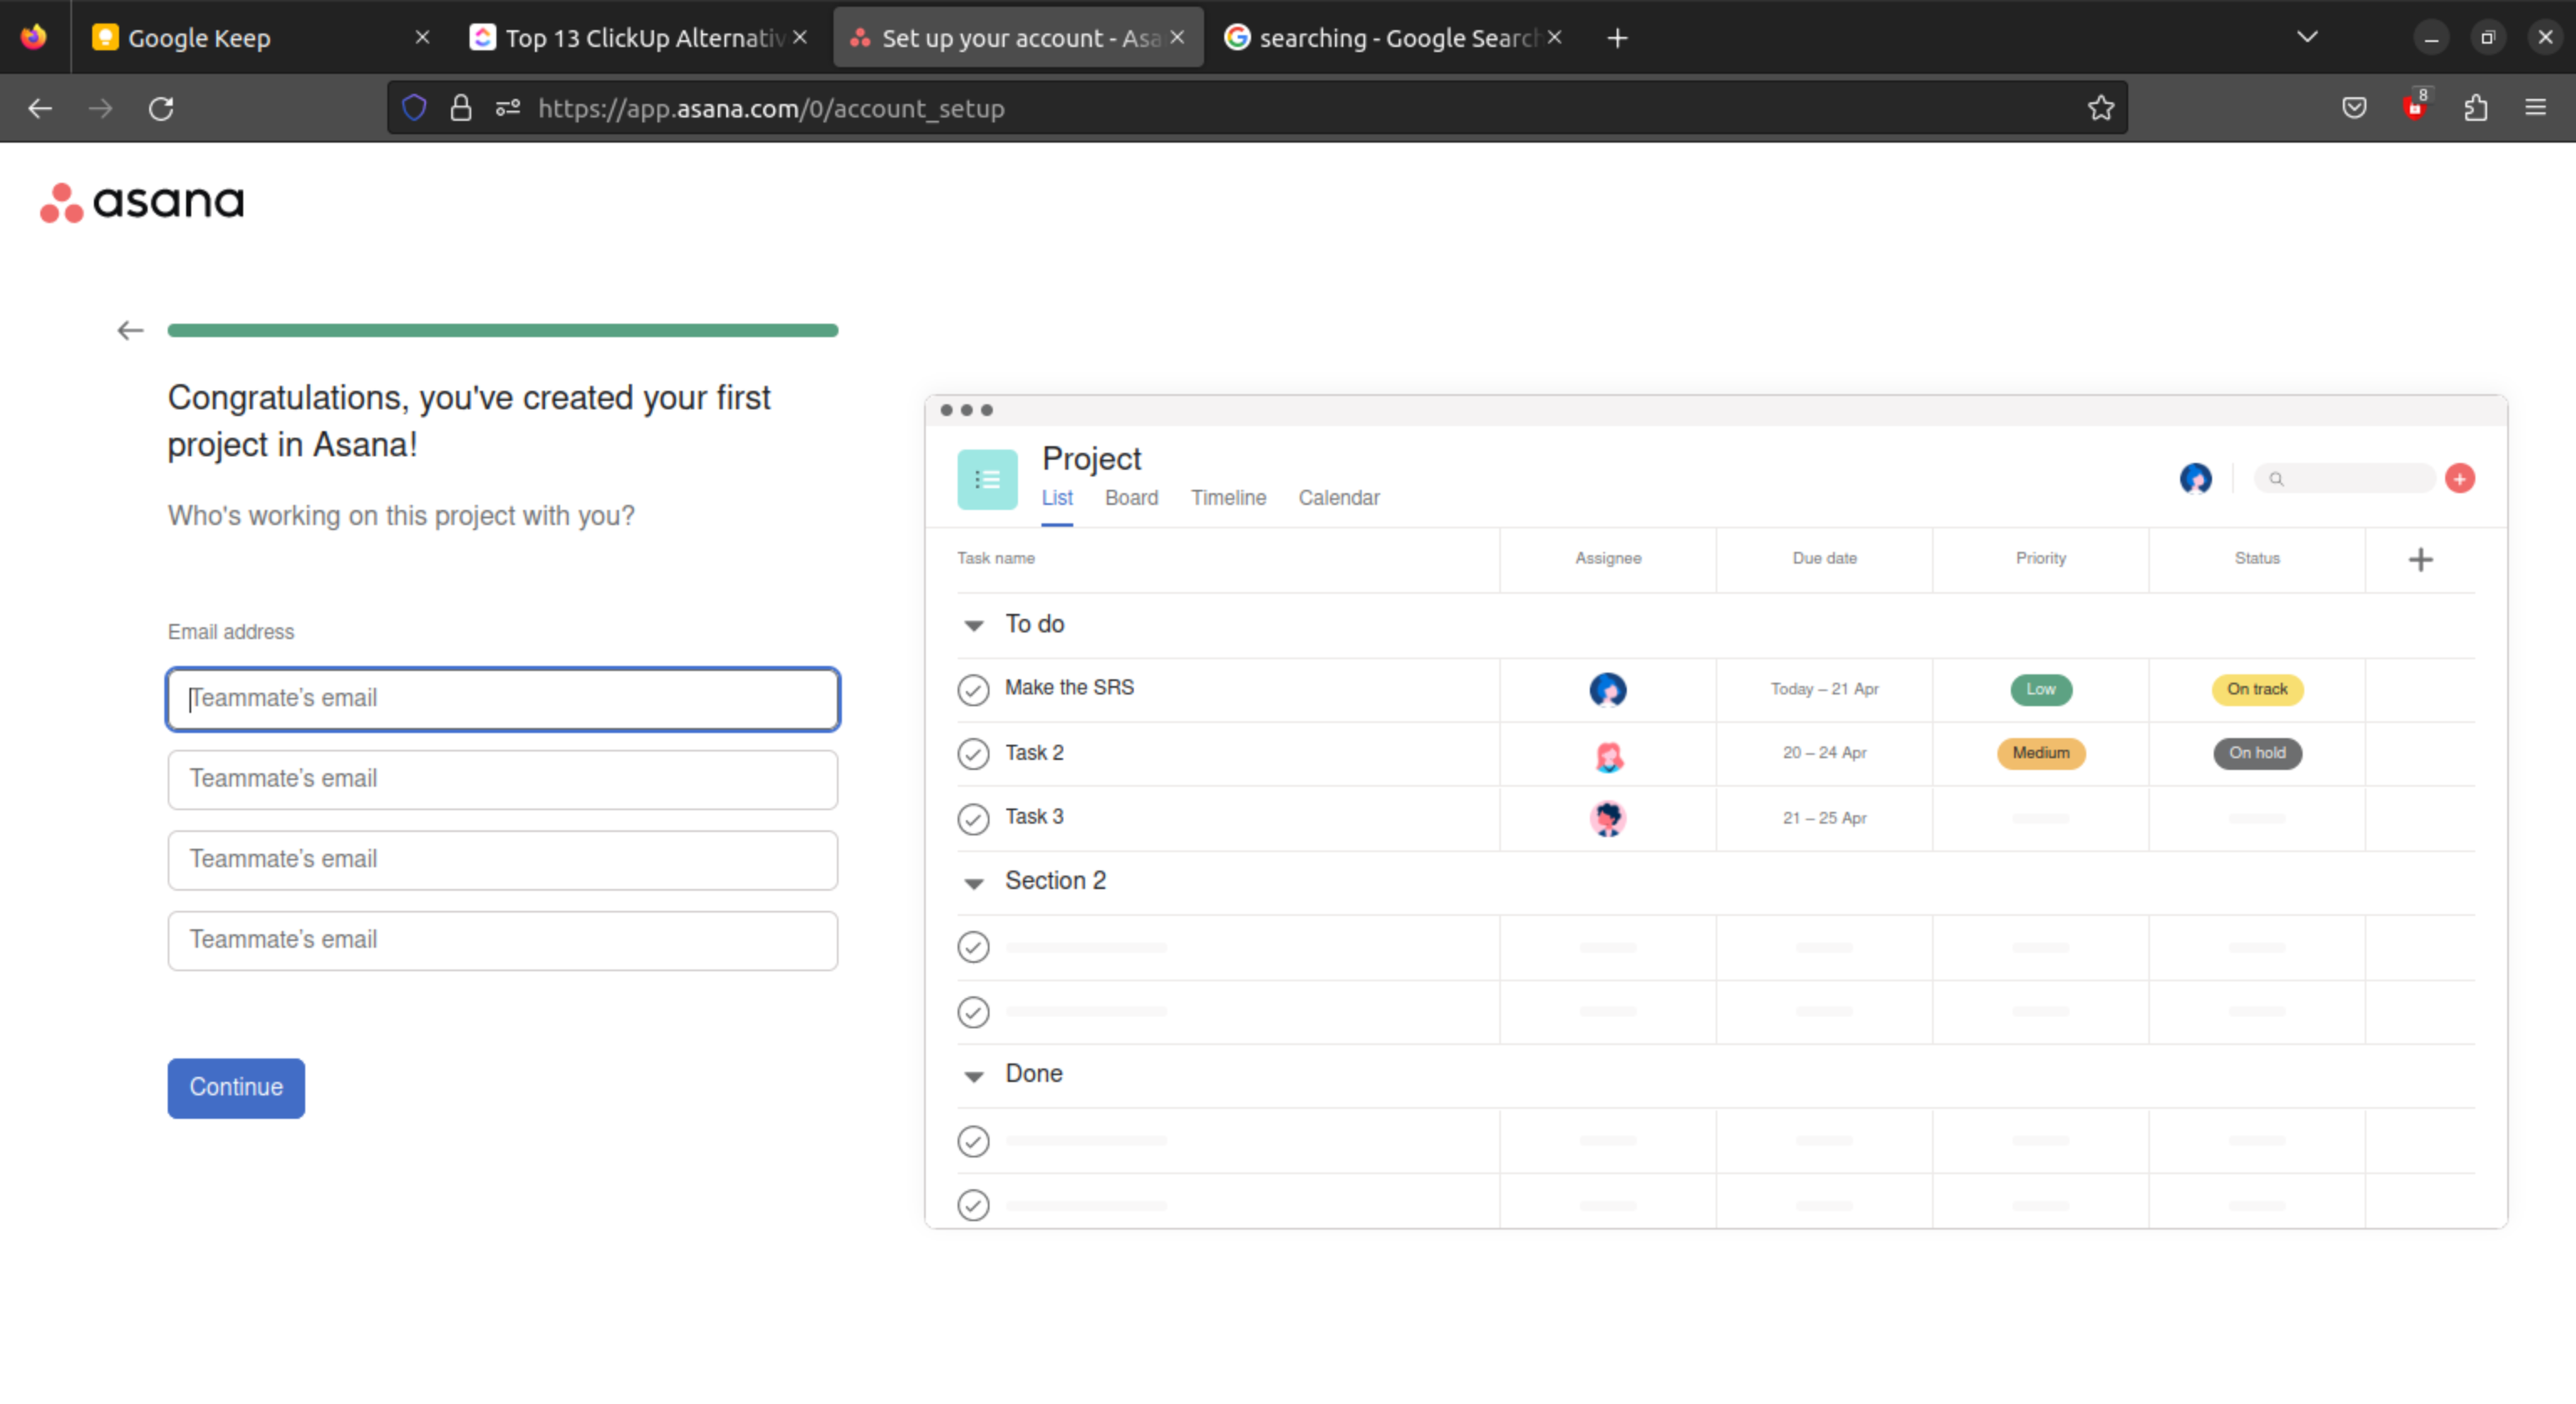 Google Keep
Top 13 ClickUp Alternativ
Set up your account - Asa
searching - Google Search
https://app.asana.com/0/account_setup
8
asana
Congratulations, you've created your first
project in Asana!
Who's working on this project with you?
Email address
Teammate's email
Teammate's email
Teammate's email
Teammate's email
Continue
Project
List Board Timeline Calendar
Task name Assignee Due date Priority Status
To do
Make the SRS Today – 21 Apr Low On track
Task 2 20 – 24 Apr Medium On hold
Task 3 21 – 25 Apr
Section 2
Done